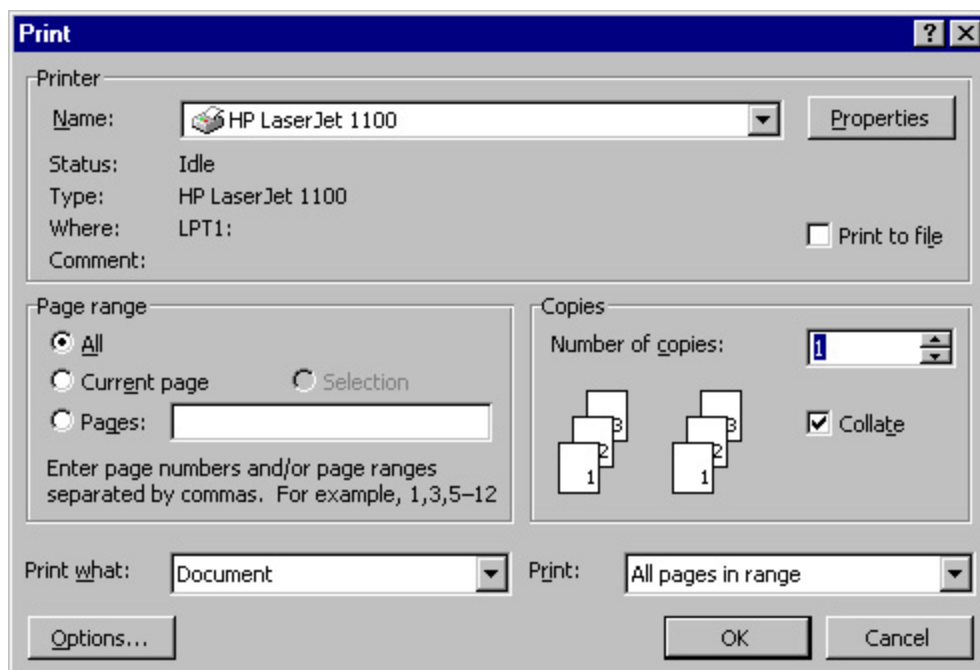 Print
Printer
Name: HP LaserJet 1100 Properties
Status: Idle
Type: HP LaserJet 1100
Where: LPT1: Print to file
Comment:
Page range
All
Current page Selection
Pages:
Enter page numbers and/or page ranges
separated by commas. For example, 1,3,5–12
Copies
Number of copies: 1
3 3
2 2
1 1
Collate
Print what: Document Print: All pages in range
Options... OK Cancel